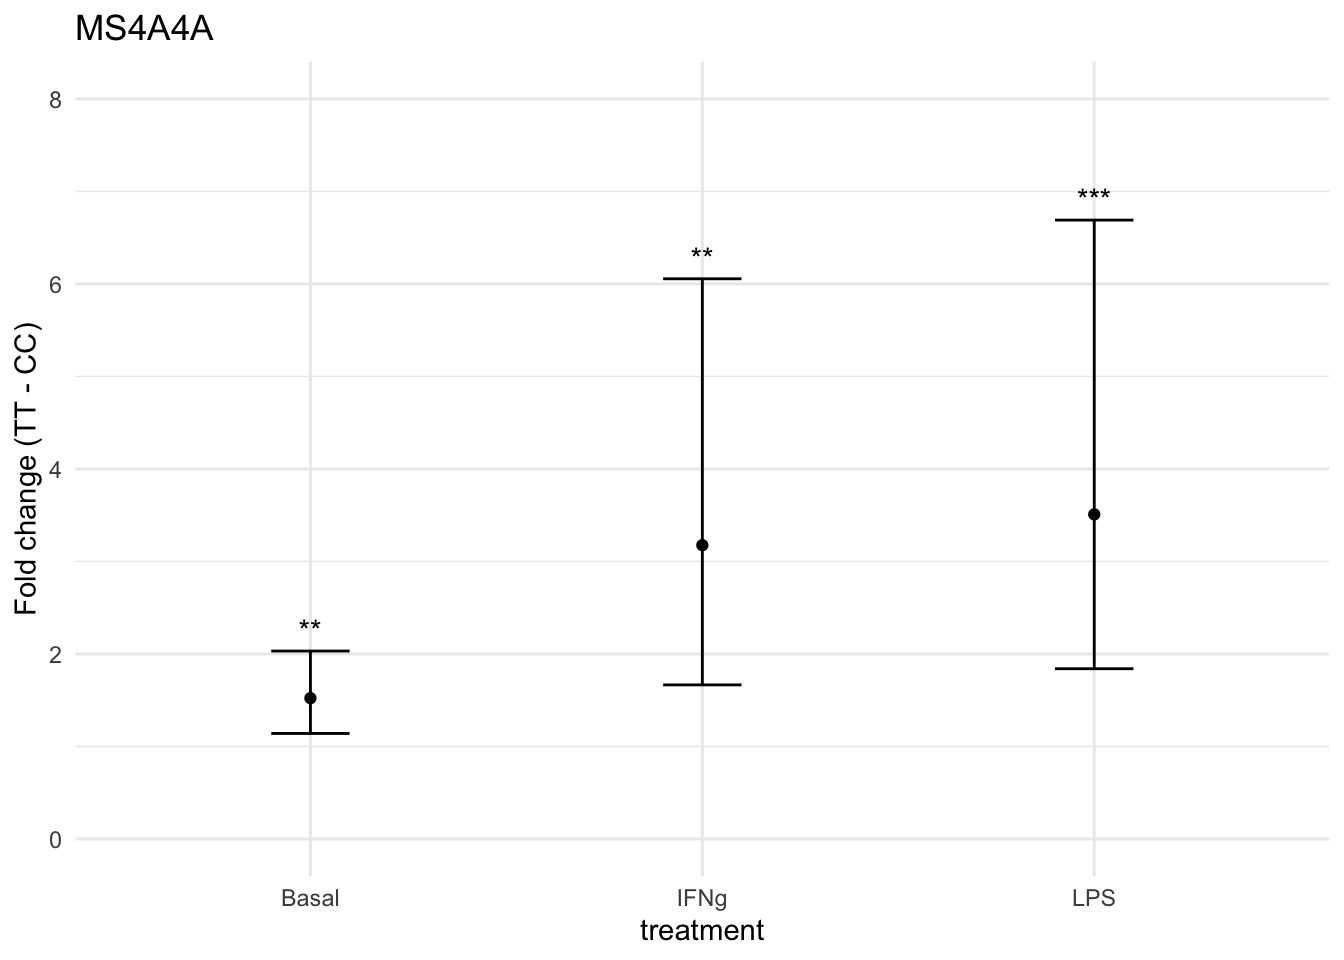 MS4A4A
8
***
**
6
4
Fold change (TT - CC)
**
2
0
Basal
IFNg
LPS
treatment